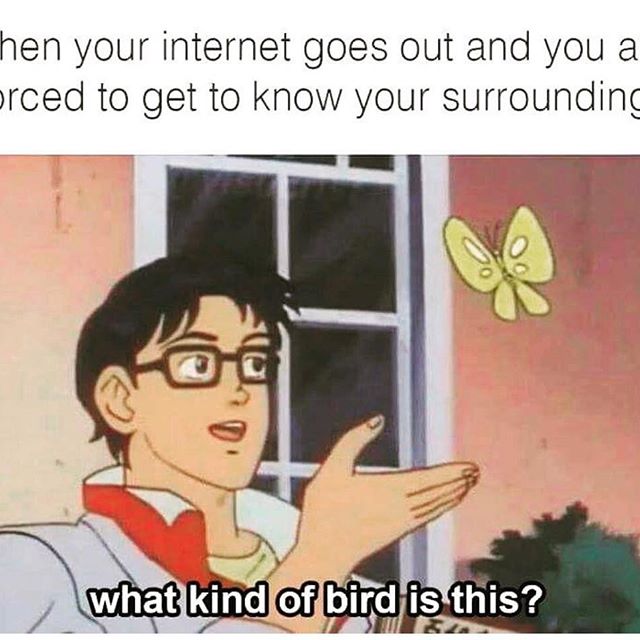 hen your internet goes out and you a
orced to get to know your surrounding
what kind of bird is this?